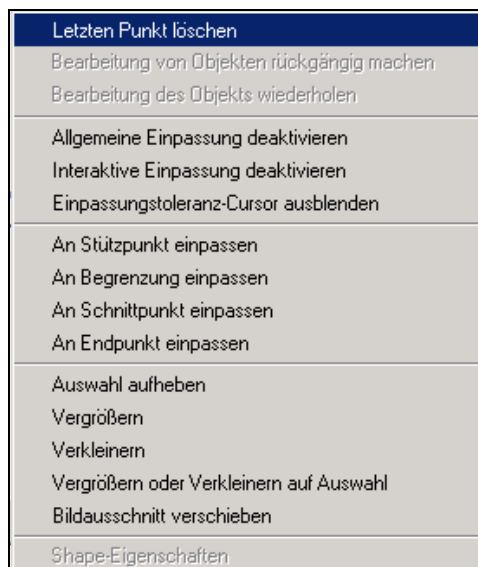 Letzten Punkt löschen
Bearbeitung von Objekten rückgängig machen
Bearbeitung des Objekts wiederholen
Allgemeine Einpassung deaktivieren
Interaktive Einpassung deaktivieren
Einpassungstoleranz-Cursor ausblenden
An Stützpunkt einpassen
An Begrenzung einpassen
An Schnittpunkt einpassen
An Endpunkt einpassen
Auswahl aufheben
Vergrößern
Verkleinern
Vergrößern oder Verkleinern auf Auswahl
Bildausschnitt verschieben
Shape-Eigenschaften